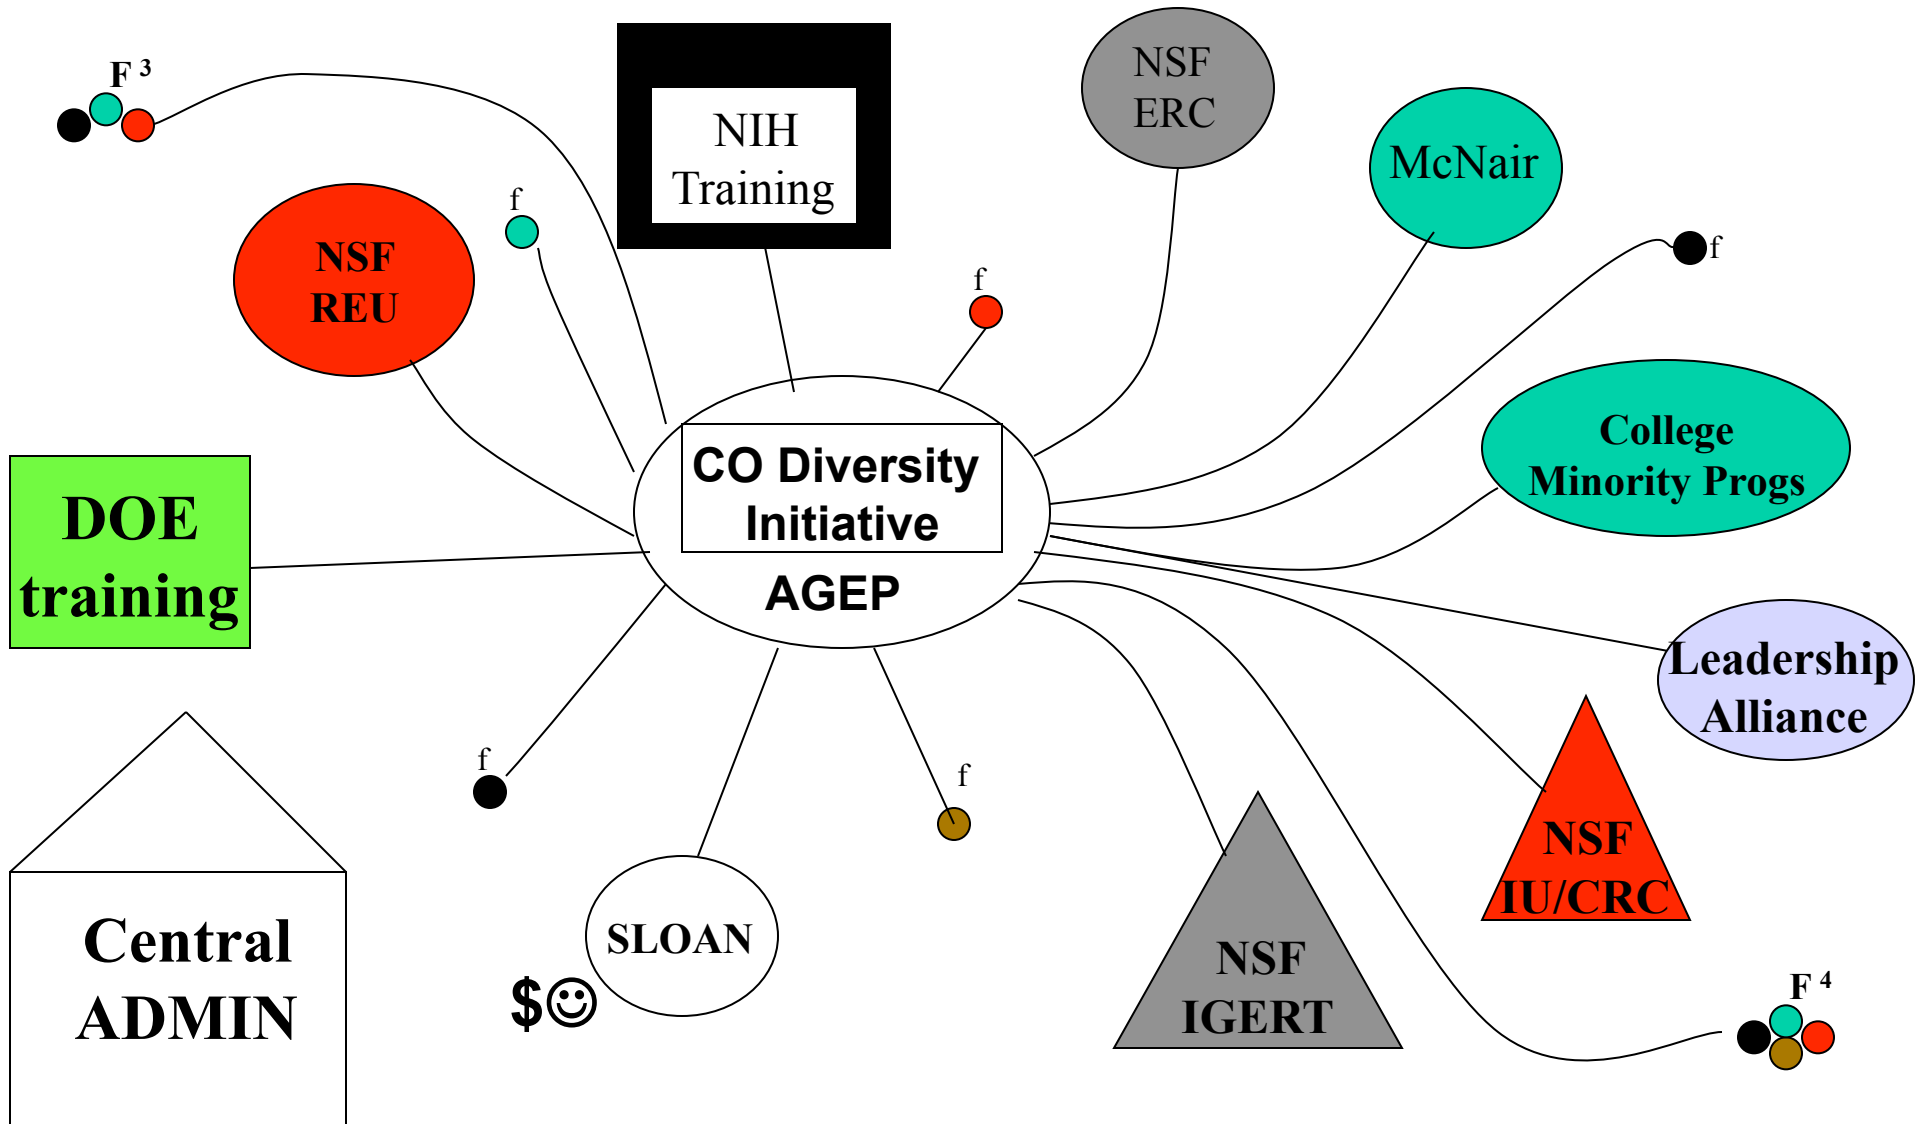 F 3
NIH
Training
NSF
ERC
McNair
f
NSF
REU
f
f
f
College
Minority Progs
CO Diversity
Initiative
AGEP
DOE
training
Leadership
Alliance
f
f
NSF
IU/CRC
Central
ADMIN
SLOAN
$☺
NSF
IGERT
F 4